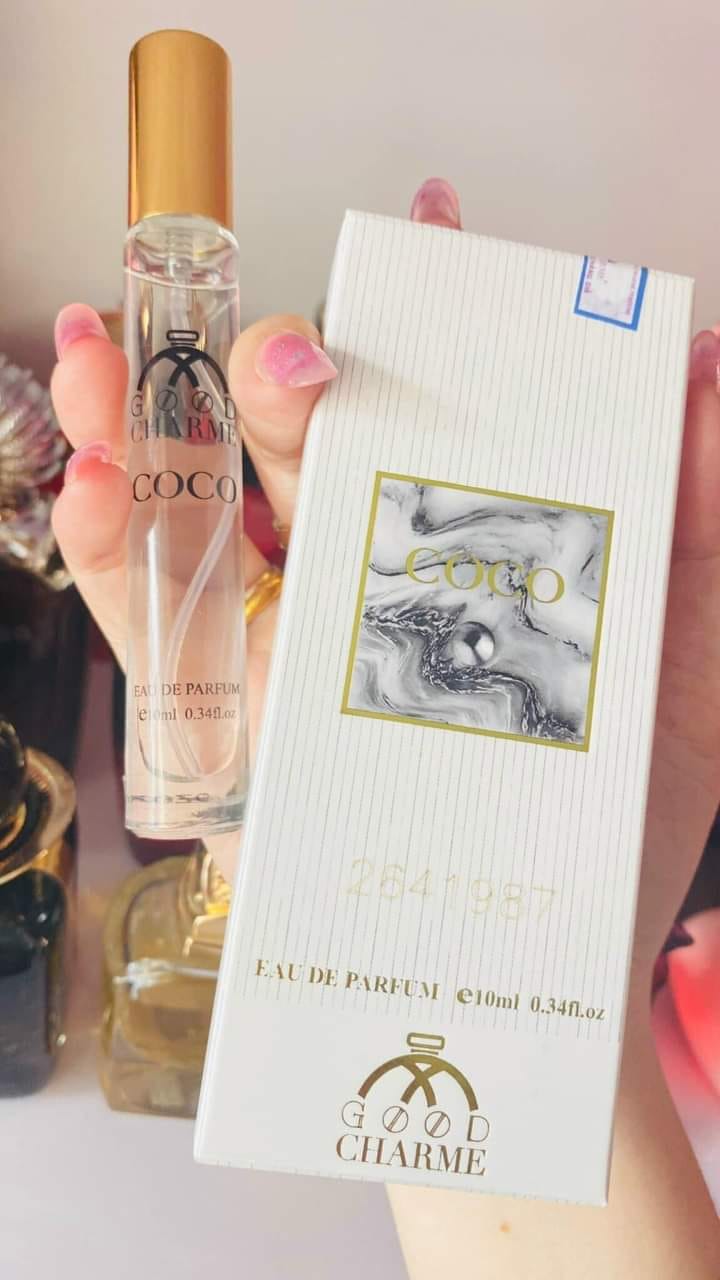 GOOD
CHARME
COCO
EAU DE PARFUM
e10ml 0.34fl.oz
COCO
2641987
EAU DE PARFUM e10ml 0.34fl.oz
GOOD
CHARME